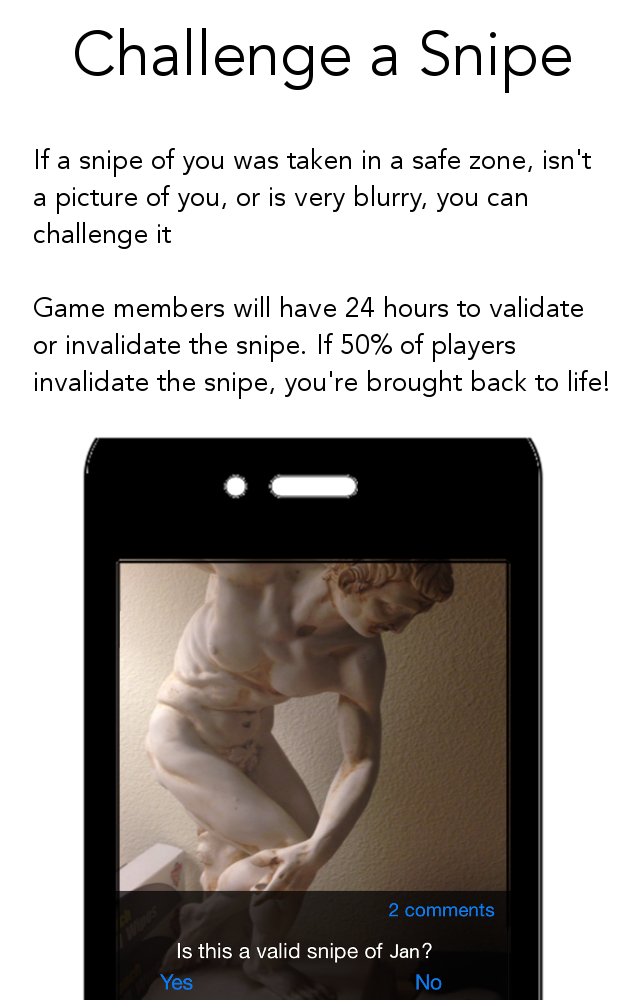 Challenge a Snipe
If a snipe of you was taken in a safe zone, isn't
a picture of you, or is very blurry, you can
challenge it
Game members will have 24 hours to validate
or invalidate the snipe. If 50% of players
invalidate the snipe, you're brought back to life!
2 comments
Is this a valid snipe of Jan?
Yes No